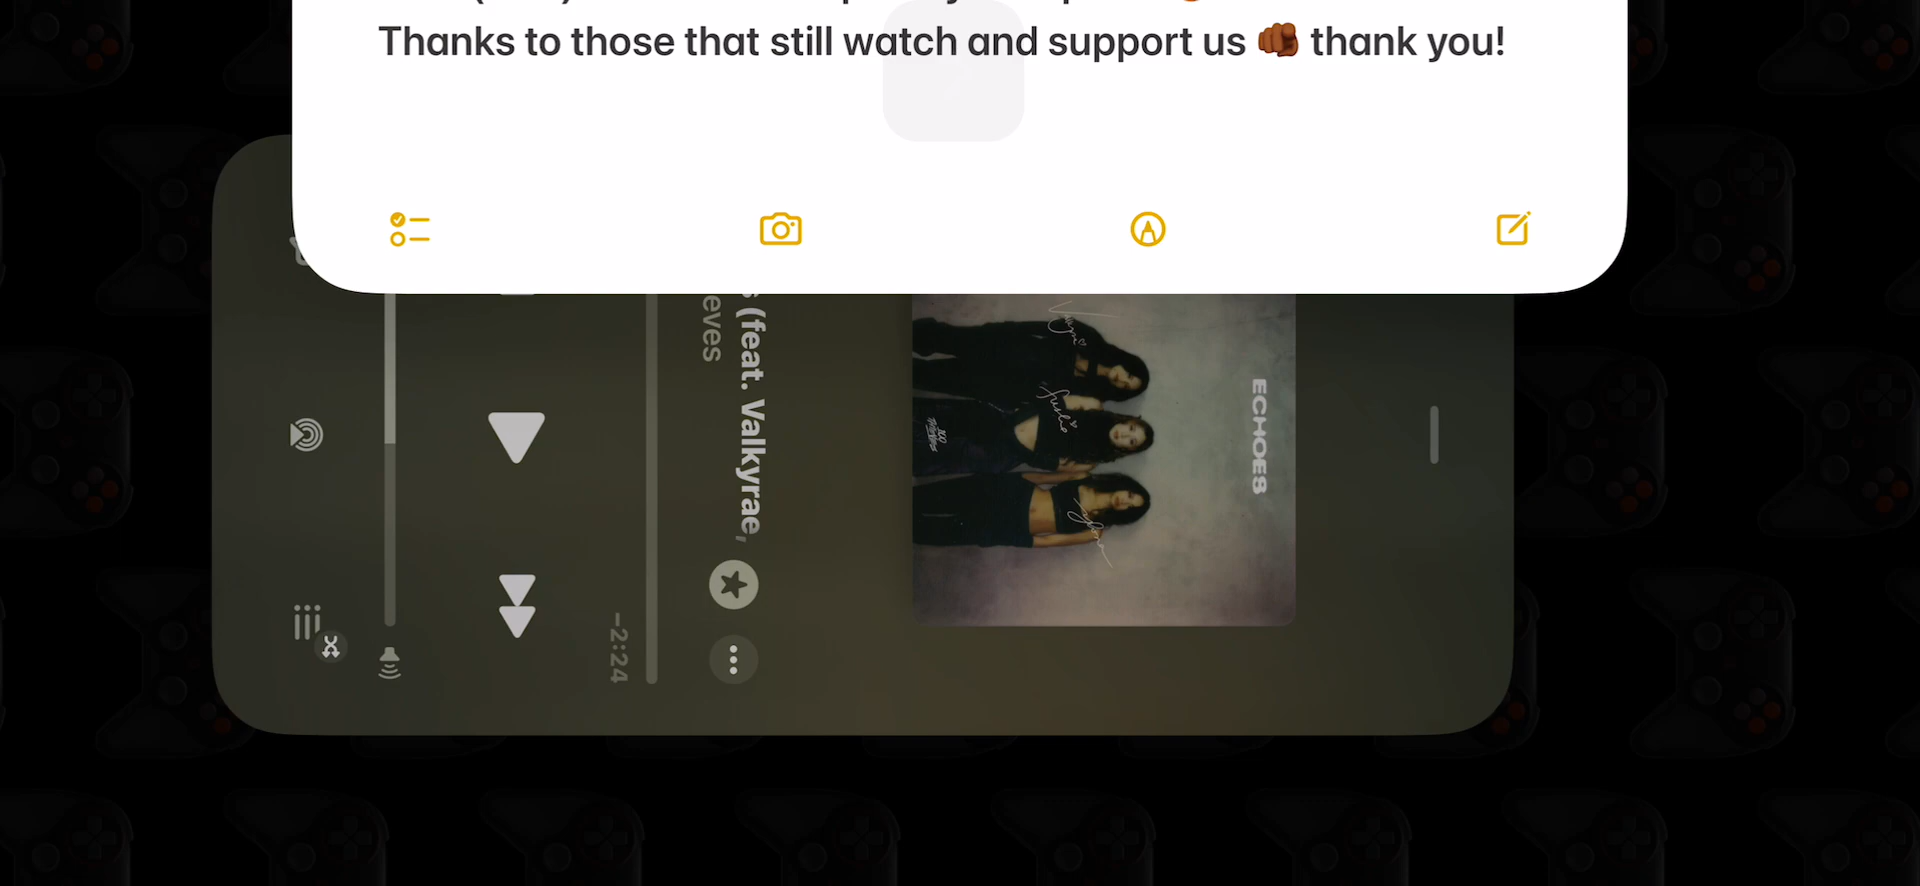 Thanks to those that still watch and support us 🫵🏾 thank you!
(feat. Valkyrae,
eves
-2:24
ECHOES